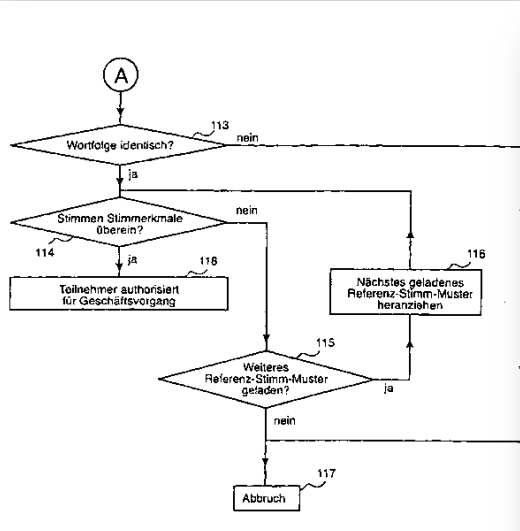 A
113
Wortfolge identisch?
nein
ja
Stimmen Stimmerkmale
überein?
nein
114
ja
118
Teilnehmer authorisiert
für Geschäftsvorgang
116
Nächstes geladenes
Referenz-Stimm-Muster
heranziehen
115
Weiteres
Referenz-Stimm-Muster
geladen?
ja
nein
117
Abbruch